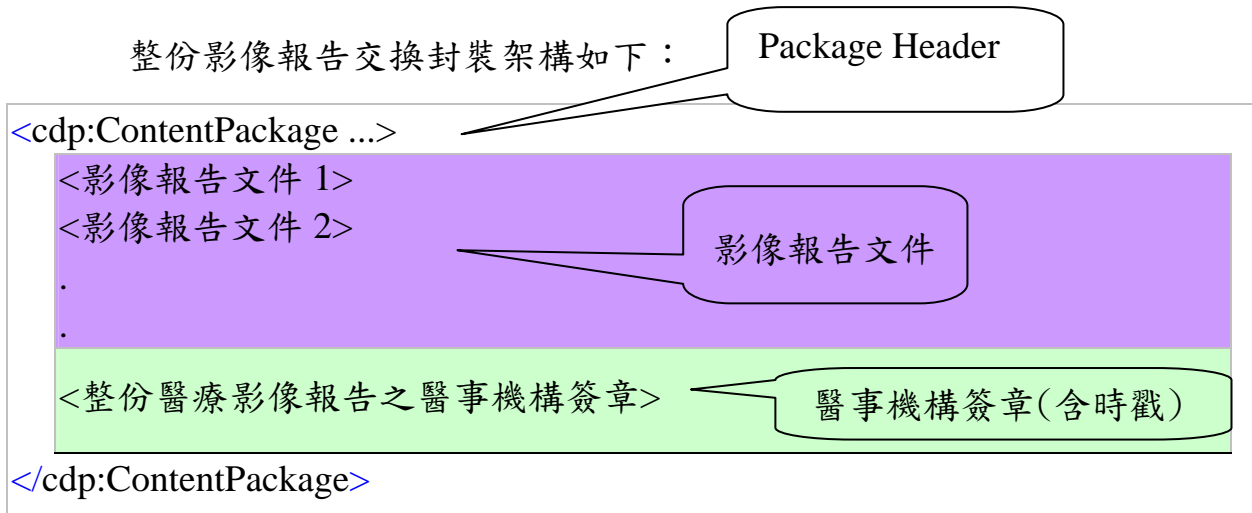 整份影像報告交換封裝架構如下：
Package Header
<cdp:ContentPackage ...>
<影像報告文件 1>
<影像報告文件 2>
影像報告文件
.
.
<整份醫療影像報告之醫事機構簽章>
醫事機構簽章(含時戳)
</cdp:ContentPackage>